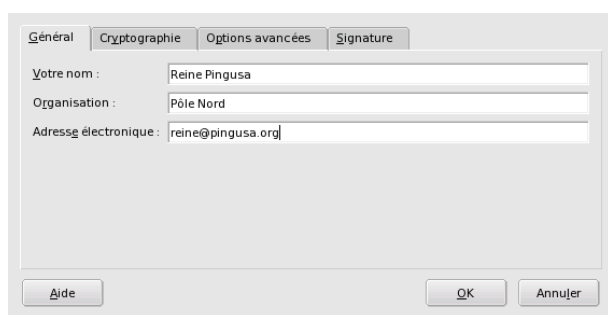 Général Cryptographie Options avancées Signature
Votre nom : Reine Pingusa
Organisation : Pôle Nord
Adresse électronique : reine@pingusa.org
Aide OK Annuler